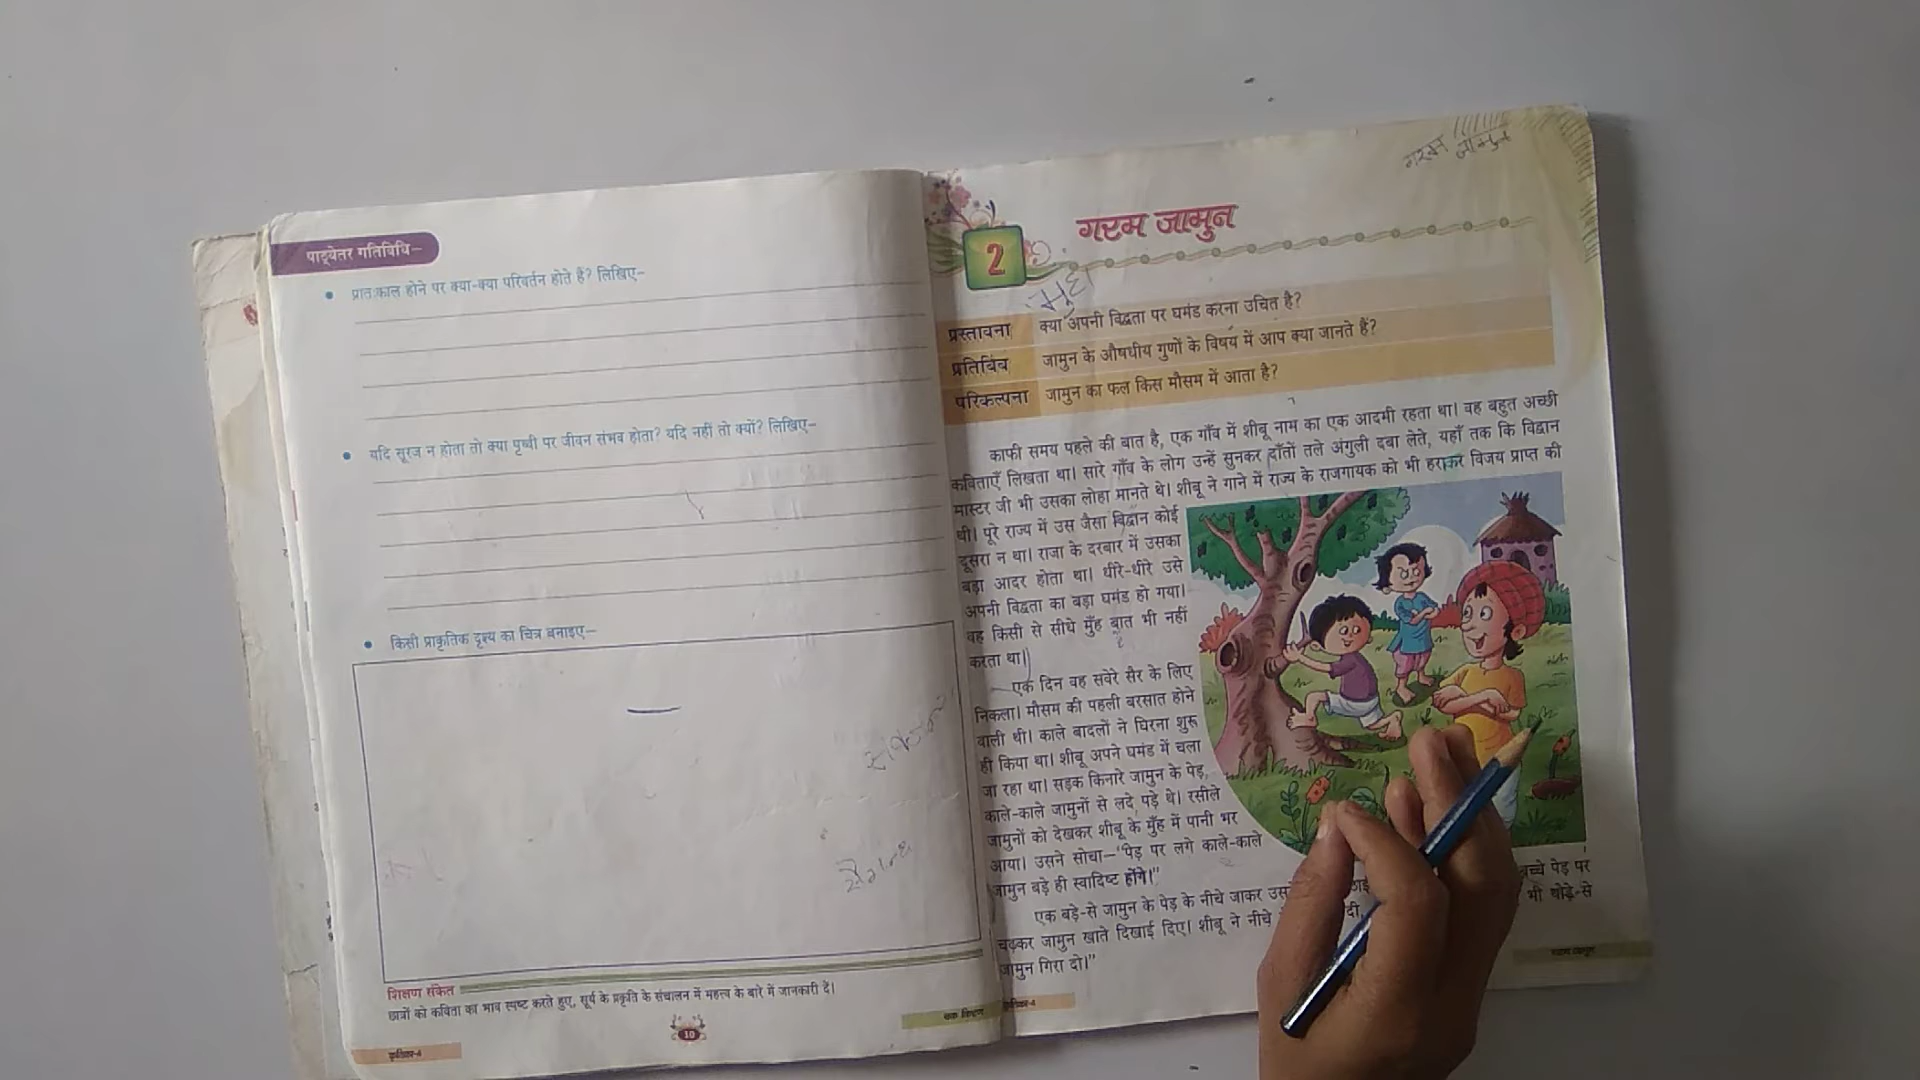 पाठ्येतर गतिविधि–
प्रातःकाल होने पर क्या-क्या परिवर्तन होते हैं? लिखिए–
यदि सूरज न होता तो क्या पृथ्वी पर जीवन संभव होता? यदि नहीं तो क्यों? लिखिए–
किसी प्राकृतिक दृश्य का चित्र बनाइए–
शिक्षण संकेत
छात्रों को कविता का भाव स्पष्ट करते हुए, सूर्य के प्रकृति के संचालन में महत्त्व के बारे में जानकारी दें।
10
गरम जामुन
2
गरम जामुन
प्रस्तावना क्या अपनी विद्वता पर घमंड करना उचित है?
प्रतिबिंब जामुन के औषधीय गुणों के विषय में आप क्या जानते हैं?
परिकल्पना जामुन का फल किस मौसम में आता है?
काफी समय पहले की बात है, एक गाँव में शीबू नाम का एक आदमी रहता था। वह बहुत अच्छी
कविताएँ लिखता था। सारे गाँव के लोग उन्हें सुनकर दाँतों तले अंगुली दबा लेते, यहाँ तक कि विद्वान
मास्टर जी भी उसका लोहा मानते थे। शीबू ने गाने में राज्य के राजगायक को भी हराकर विजय प्राप्त की
थी। पूरे राज्य में उस जैसा विद्वान कोई
दूसरा न था। राजा के दरबार में उसका
बड़ा आदर होता था। धीरे-धीरे उसे
अपनी विद्वता का बड़ा घमंड हो गया।
वह किसी से सीधे मुँह बात भी नहीं
करता था।
एक दिन वह सवेरे सैर के लिए
निकला। मौसम की पहली बरसात होने
वाली थी। काले बादलों ने घिरना शुरू
ही किया था। शीबू अपने घमंड में चला
जा रहा था। सड़क किनारे जामुन के पेड़,
काले-काले जामुनों से लदे पड़े थे। रसीले
जामुनों को देखकर शीबू के मुँह में पानी भर
आया। उसने सोचा–"पेड़ पर लगे काले-काले
जामुन बड़े ही स्वादिष्ट होंगे।"
एक बड़े-से जामुन के पेड़ के नीचे जाकर बच्चे पेड़ पर
चढ़कर जामुन खाते दिखाई दिए। शीबू ने नीचे दी, भी थोड़े-से
जामुन गिरा दो।"
गरम जामुन